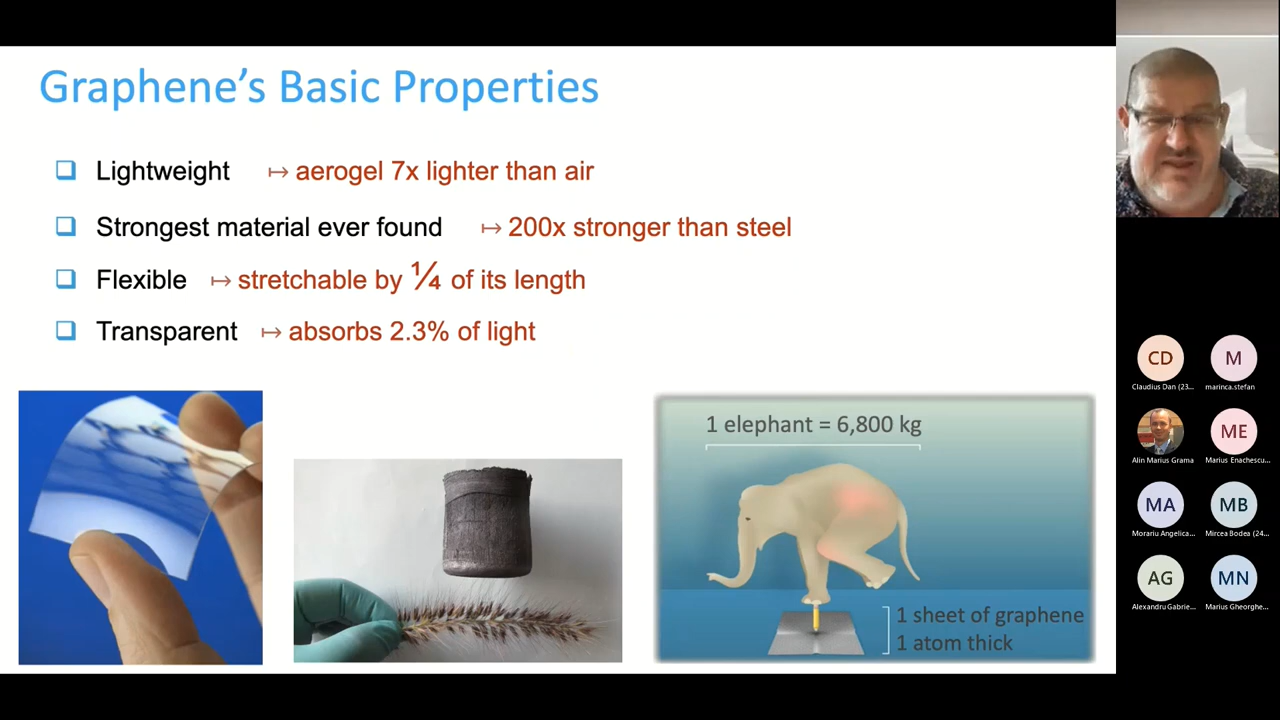 Graphene’s Basic Properties
❑ Lightweight ↦ aerogel 7x lighter than air
❑ Strongest material ever found ↦ 200x stronger than steel
❑ Flexible ↦ stretchable by ¼ of its length
❑ Transparent ↦ absorbs 2.3% of light
1 elephant = 6,800 kg
1 sheet of graphene
1 atom thick
CD
M
Claudius Dan (23...
marinca.stefan
ME
Alin Marius Grama
Marius Enachescu...
MA
MB
Morariu Angelica...
Mircea Bodea (24...
AG
MN
Alexandru Gabrie...
Marius Gheorghe...